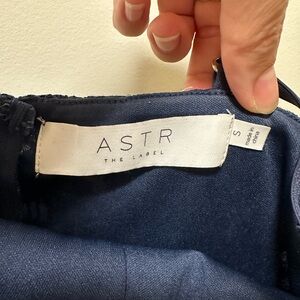 ASTR
THE LABEL
S
made in
china